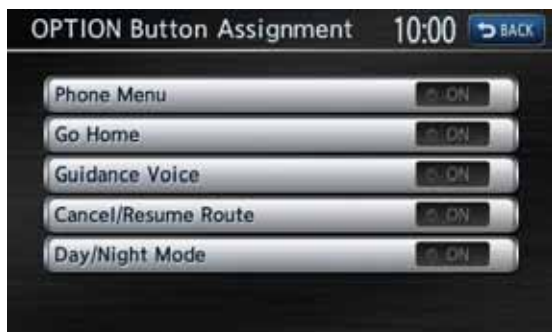 OPTION Button Assignment 10:00 BACK
Phone Menu ON
Go Home ON
Guidance Voice ON
Cancel/Resume Route ON
Day/Night Mode ON